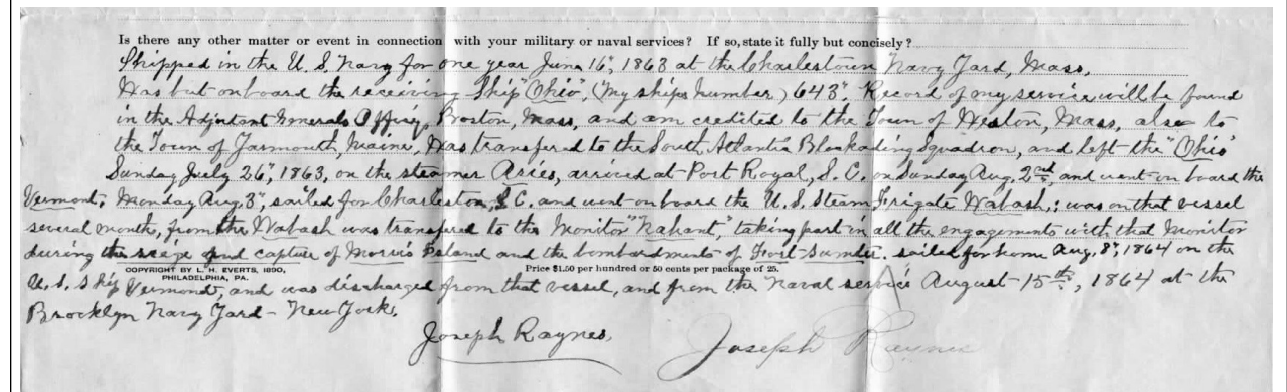 Is there any other matter or event in connection with your military or naval services? If so, state it fully but concisely?
Shipped in the U. S. Navy for one year June 16", 1863 at the Charlestown Navy Yard, Mass,
Was put onboard the receiving Ship "Ohio", (My ships number) 643" Record of my service will be found
in the Adjutant Generals Office, Boston, Mass, and am credited to the Town of Weston, Mass, also to
the Town of Yarmouth, Maine, Was transfered to the South, Atlantic Blockading Squadron, and left the "Ohio"
Sunday July 26", 1863, on the steamer Aries, arrived at Port Royal, S. C. on Sunday Aug. 2nd, and went on board the
Vermont, Monday Aug. 3", sailed for Charleston, S C. and went on board the U. S. Steam Frigate Wabash,: was on that vessel
several months, from the Wabash was transfered to the Monitor "Nahant", taking part in all the engagements with that Monitor
during the siege and capture of Morris Island and the bombardments of Fort Sumter. sailed for home Aug. 8", 1864 on the
COPYRIGHT BY L. H. EVERTS, 1890,
PHILADELPHIA, PA.
Price $1.50 per hundred or 50 cents per package of 25.
U. S. Ship Vermont, and was discharged from that vessel, and from the Naval service August 15th, 1864 at the
Brooklyn Navy Yard - New York.
Joseph Raynes,
Joseph Raynes